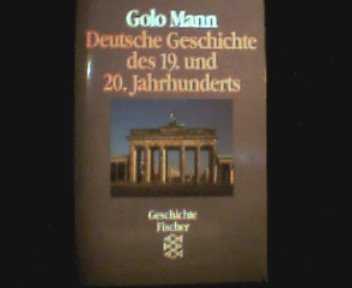 Golo Mann
Deutsche Geschichte
des 19. und
20. Jahrhunderts
Geschichte
Fischer